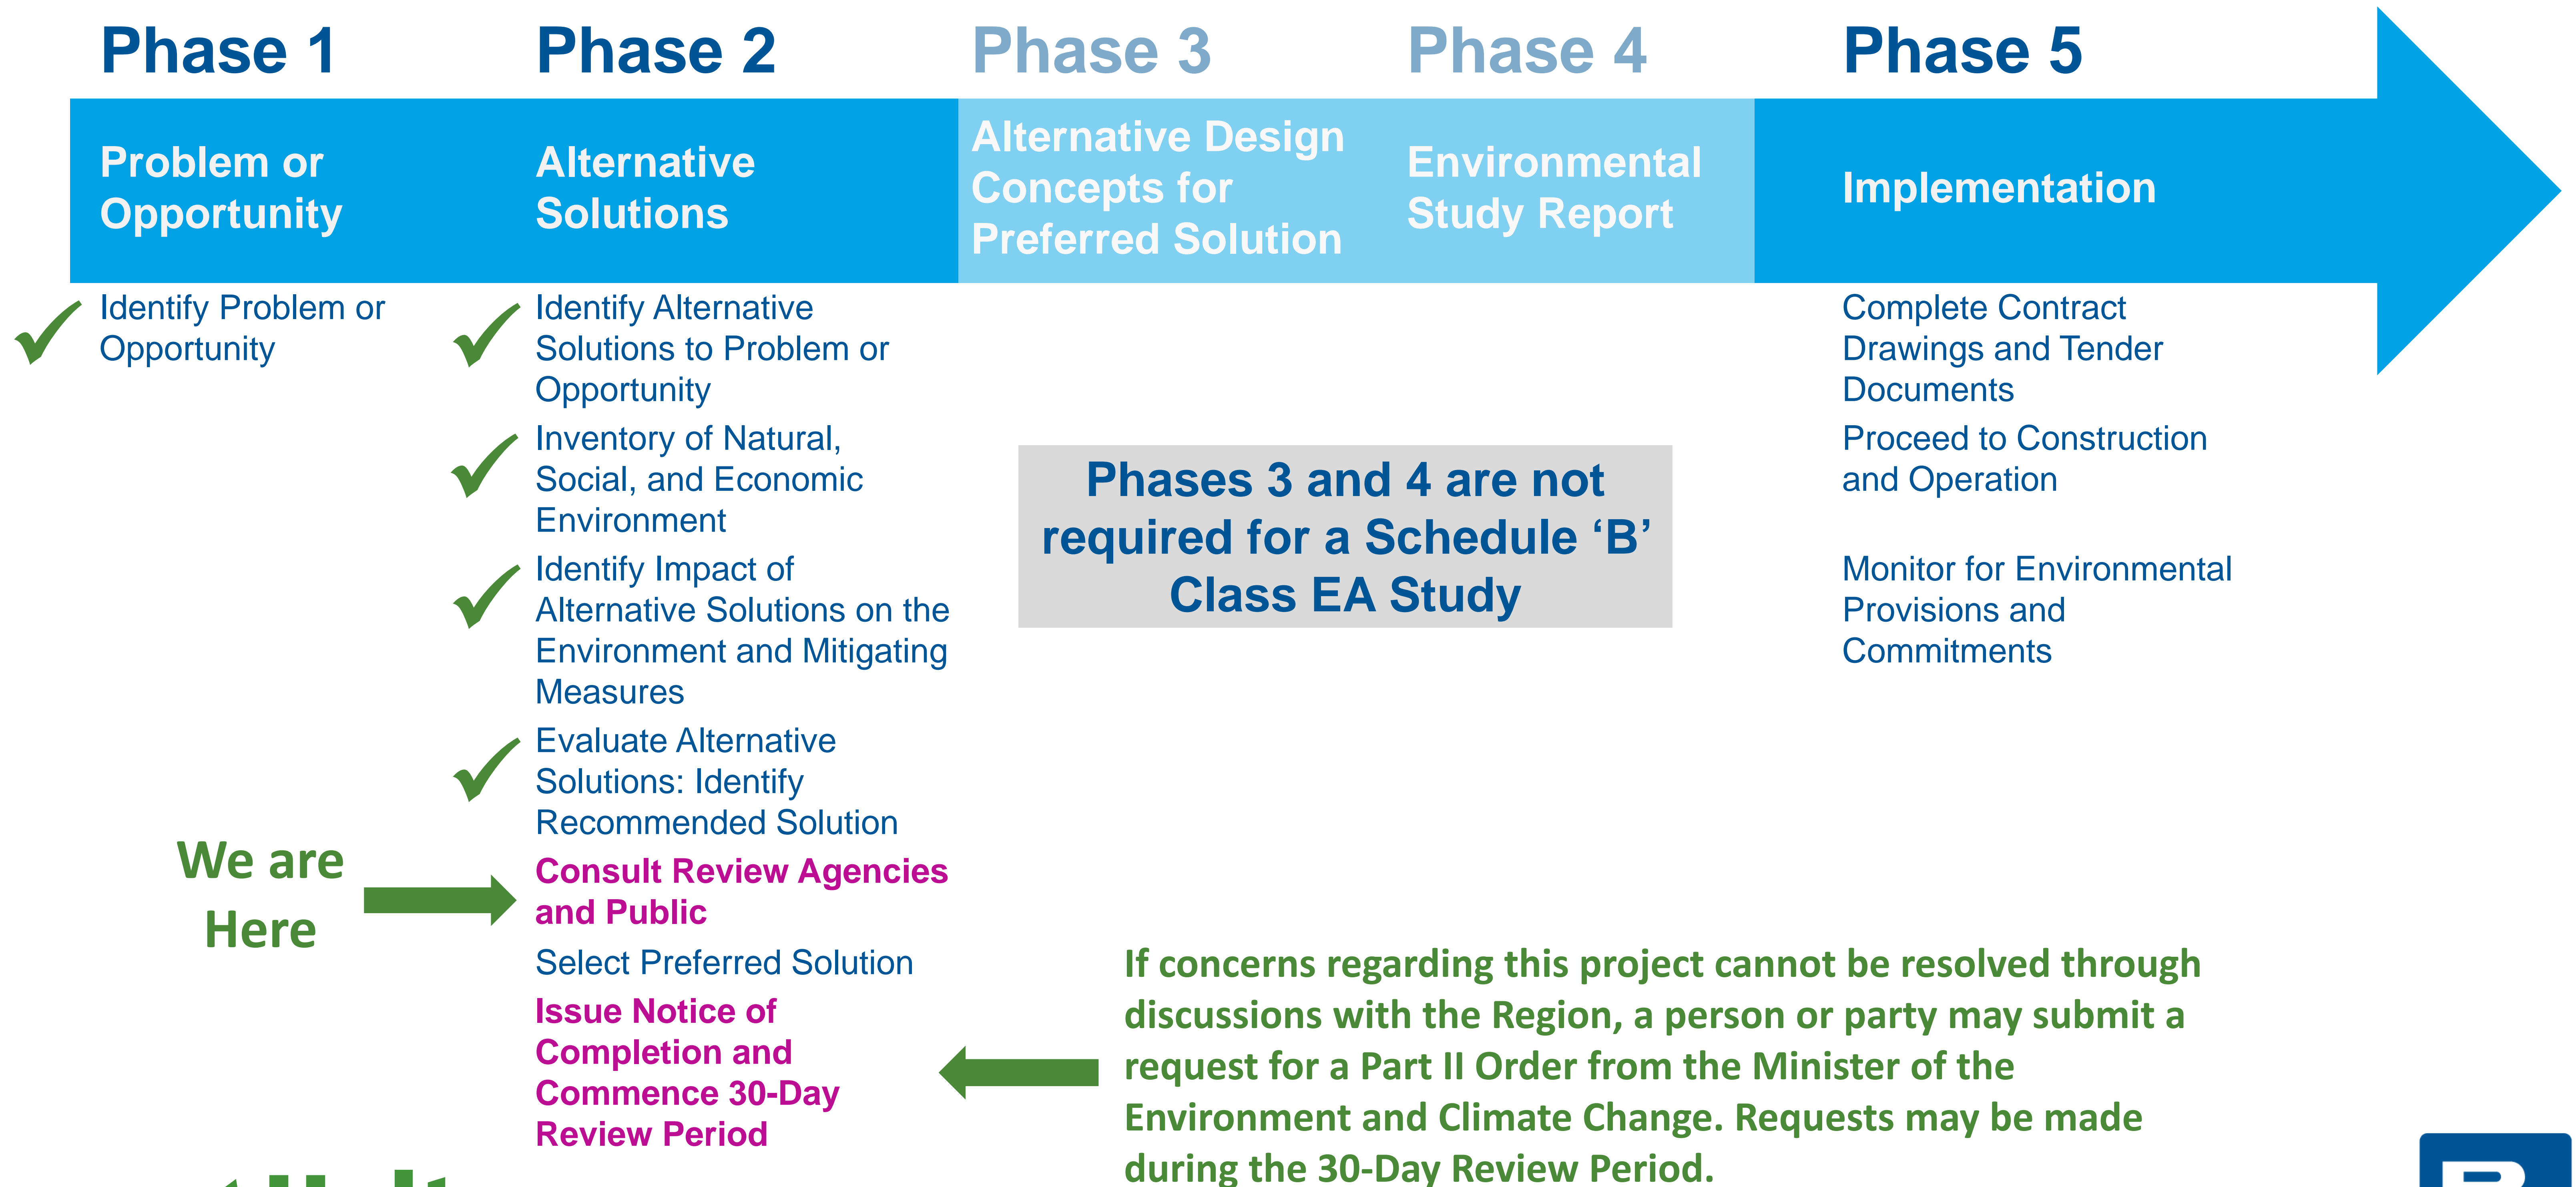 Phase 1
Phase 2
Phase 3
Phase 4
Phase 5
Problem or
Opportunity
Alternative
Solutions
Alternative Design
Concepts for
Preferred Solution
Environmental
Study Report
Implementation
Identify Problem or
Opportunity
Identify Alternative
Solutions to Problem or
Opportunity
Inventory of Natural,
Social, and Economic
Environment
Identify Impact of
Alternative Solutions on the
Environment and Mitigating
Measures
Evaluate Alternative
Solutions: Identify
Recommended Solution
We are
Here
Consult Review Agencies
and Public
Select Preferred Solution
Issue Notice of
Completion and
Commence 30-Day
Review Period
Phases 3 and 4 are not
required for a Schedule ‘B’
Class EA Study
Complete Contract
Drawings and Tender
Documents
Proceed to Construction
and Operation
Monitor for Environmental
Provisions and
Commitments
If concerns regarding this project cannot be resolved through
discussions with the Region, a person or party may submit a
request for a Part II Order from the Minister of the
Environment and Climate Change. Requests may be made
during the 30-Day Review Period.